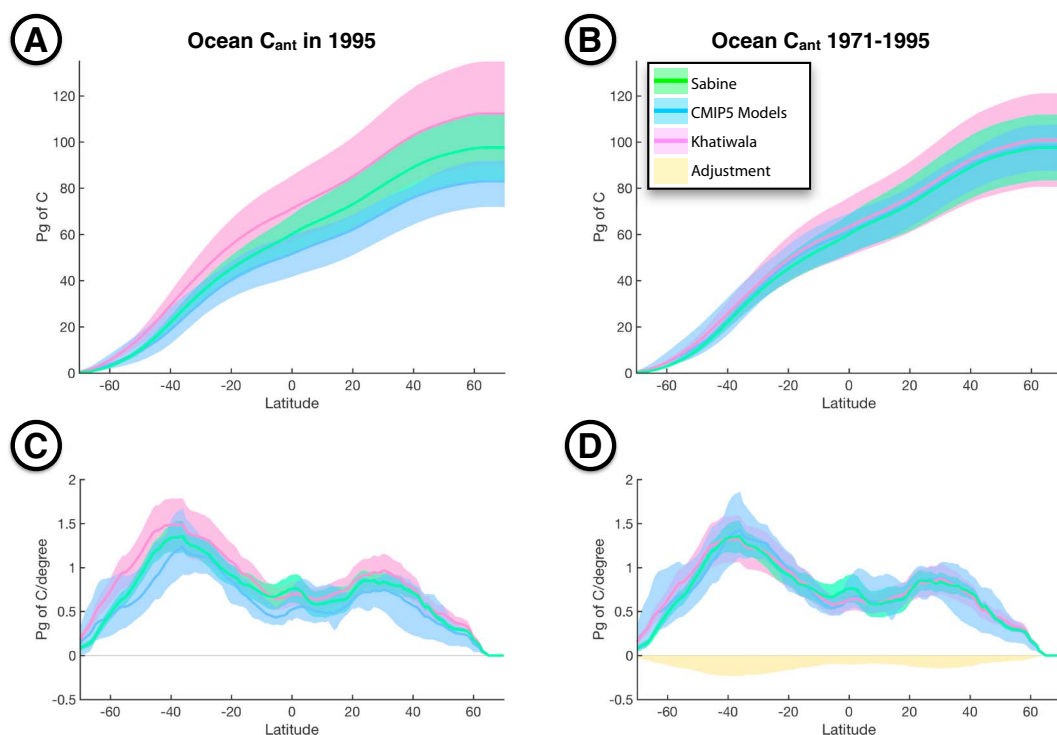 A
Ocean Cant in 1995
120
100
80
60
40
20
0
Pg of C
-60 -40 -20 0 20 40 60
Latitude
B
Ocean Cant 1971-1995
Sabine
CMIP5 Models
Khatiwala
Adjustment
120
100
80
60
40
20
0
Pg of C
-60 -40 -20 0 20 40 60
Latitude
C
2
1.5
1
0.5
0
-0.5
Pg of C/degree
-60 -40 -20 0 20 40 60
Latitude
D
2
1.5
1
0.5
0
-0.5
Pg of C/degree
-60 -40 -20 0 20 40 60
Latitude